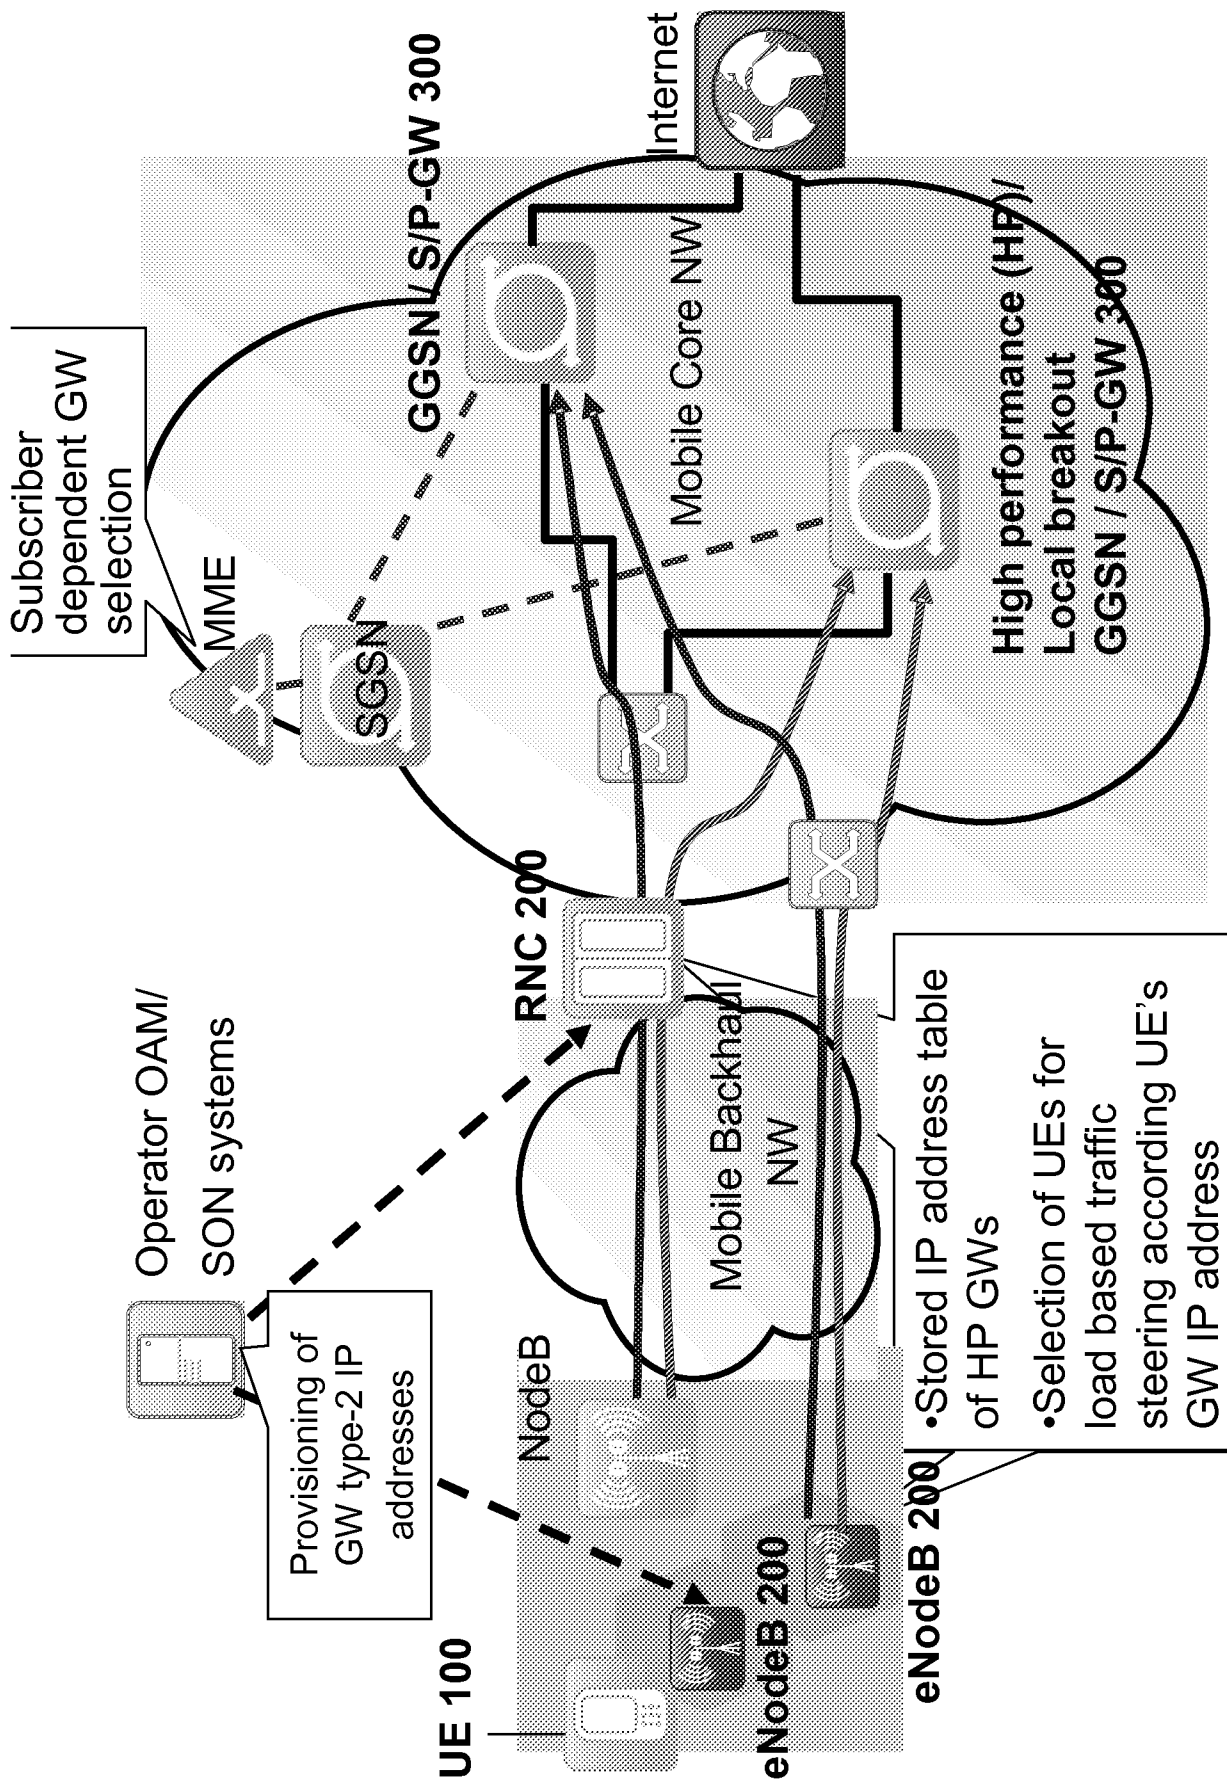 Operator OAM/
SON systems
Subscriber
dependent GW
selection
MME
SGSN
GGSN / S/P-GW 300
Internet
Provisioning of
GW type-2 IP
addresses
RNC 200
UE 100
NodeB
Mobile Backhaul
NW
Mobile Core NW
eNodeB 200
eNodeB 200
High performance (HP)/
Local breakout
GGSN / S/P-GW 300
•Stored IP address table
of HP GWs
•Selection of UEs for
load based traffic
steering according UE's
GW IP address